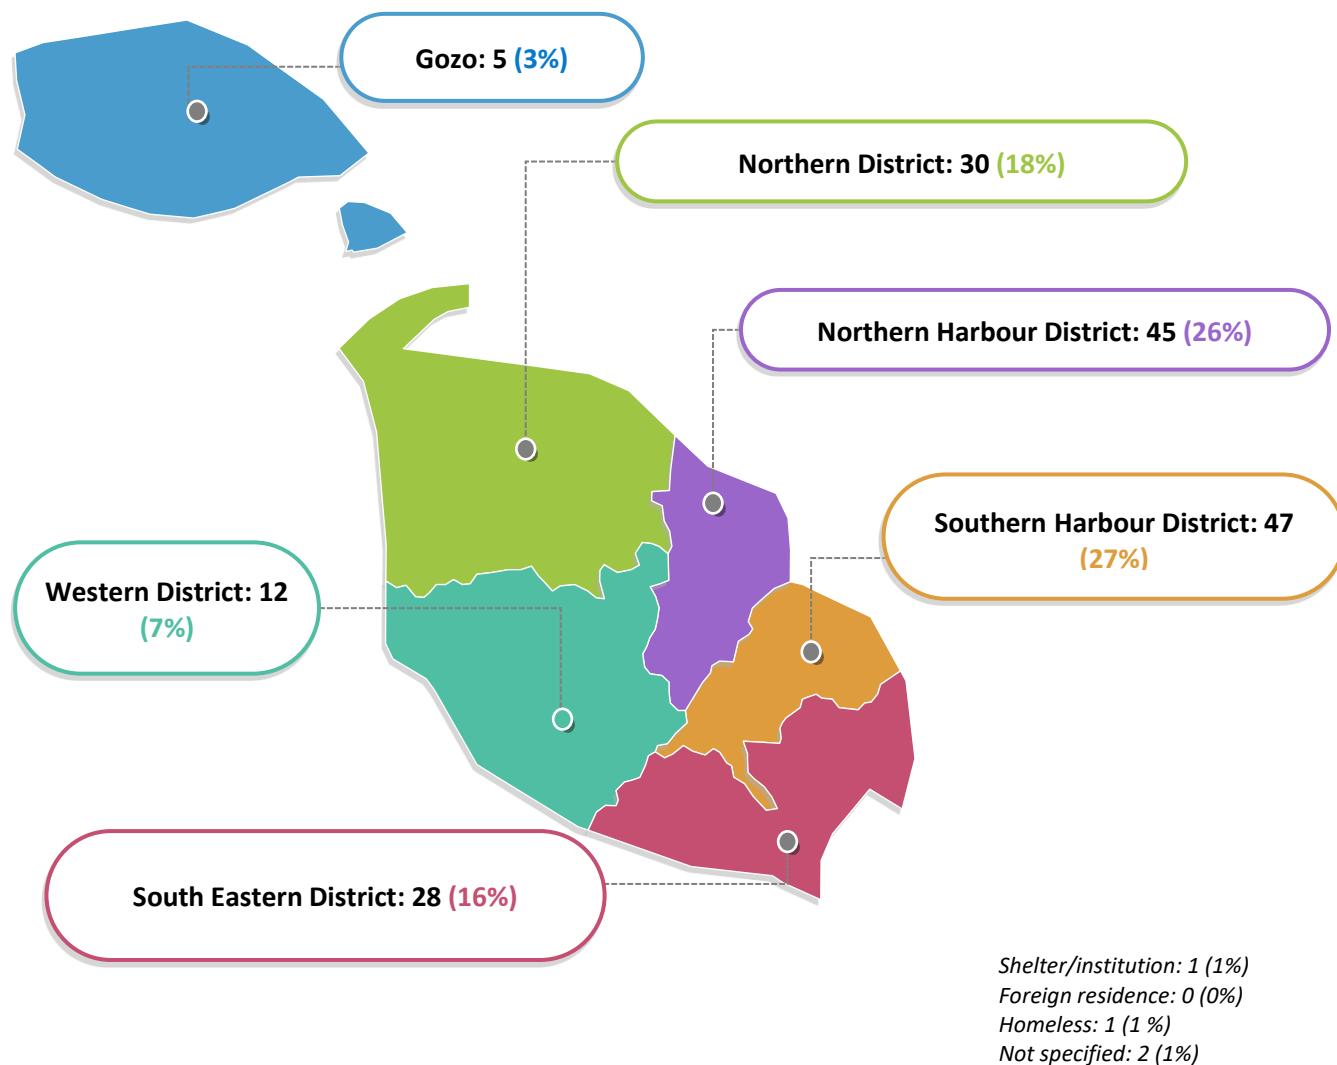 Gozo: 5 (3%)
Northern District: 30 (18%)
Northern Harbour District: 45 (26%)
Southern Harbour District: 47
(27%)
Western District: 12
(7%)
South Eastern District: 28 (16%)
Shelter/institution: 1 (1%)
Foreign residence: 0 (0%)
Homeless: 1 (1 %)
Not specified: 2 (1%)